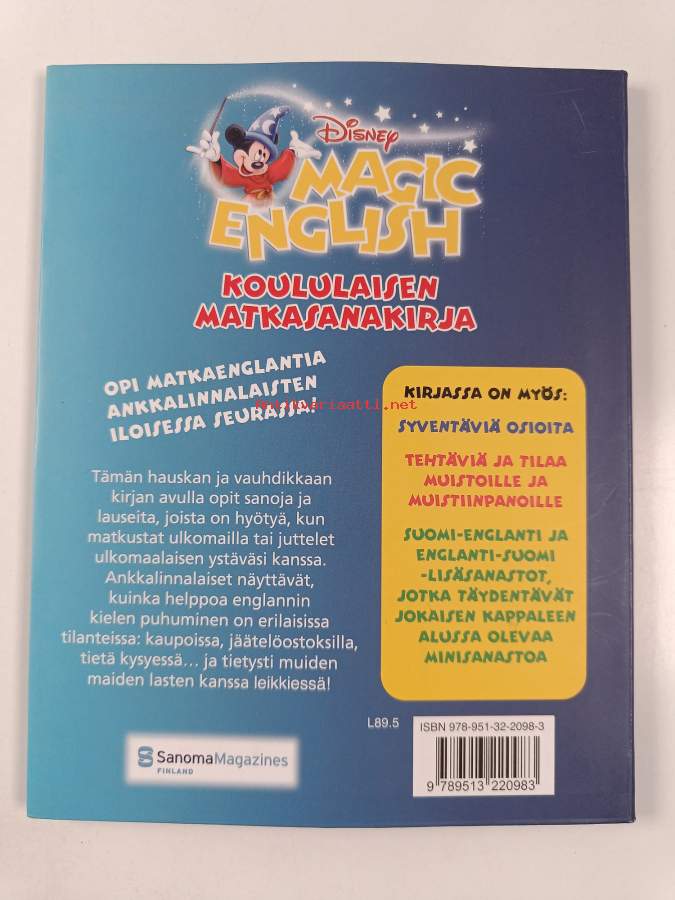 Disney
MAGIC
ENGLISH
KOULULAISEN
MATKASANAKIRJA
OPI MATKAENGLANTIA
ANKKALINNALAISTEN
ILOISESSA SEURASSA!
Antikvariaatti.net
Tämän hauskan ja vauhdikkaan
kirjan avulla opit sanoja ja
lauseita, joista on hyötyä, kun
matkustat ulkomailla tai juttelet
ulkomaalaisen ystäväsi kanssa.
Ankkalinnalaiset näyttävät,
kuinka helppoa englannin
kielen puhuminen on erilaisissa
tilanteissa: kaupoissa, jäätelöostoksilla,
tietä kysyessä... ja tietysti muiden
maiden lasten kanssa leikkiessä!
KIRJASSA ON MYÖS:
SYVENTÄVIÄ OSIOITA
TEHTÄVIÄ JA TILAA
MUISTOILLE JA
MUISTIINPANOILLE
SUOMI-ENGLANTI JA
ENGLANTI-SUOMI
-LISÄSANASTOT,
JOTKA TÄYDENTÄVÄT
JOKAISEN KAPPALEEN
ALUSSA OLEVAA
MINISANASTOA
SanomaMagazines
FINLAND
L89.5
ISBN 978-951-32-2098-3
9 789513 220983